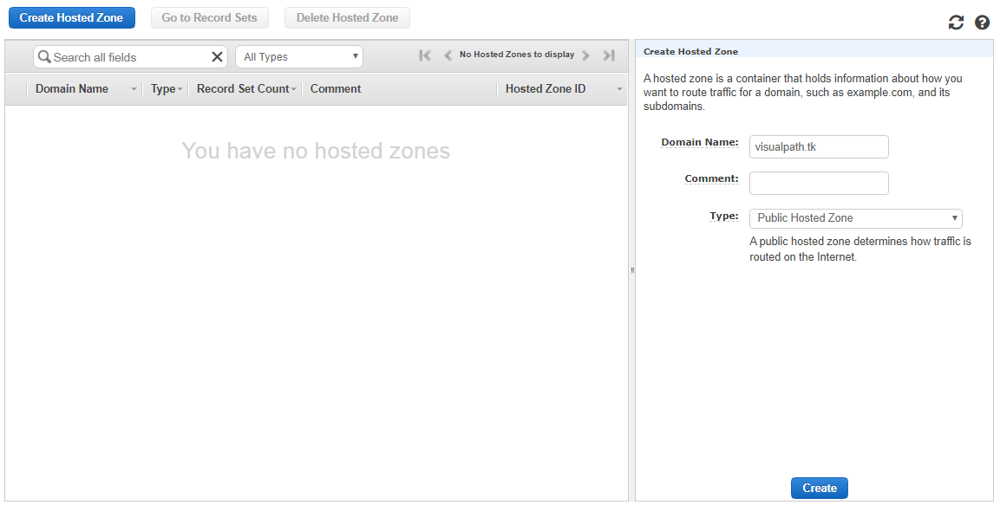 Create Hosted Zone Go to Record Sets Delete Hosted Zone
Search all fields All Types No Hosted Zones to display
Domain Name Type Record Set Count Comment Hosted Zone ID
You have no hosted zones
Create Hosted Zone
A hosted zone is a container that holds information about how you
want to route traffic for a domain, such as example.com, and its
subdomains.
Domain Name: visualpath.tk
Comment:
Type: Public Hosted Zone
A public hosted zone determines how traffic is
routed on the Internet.
Create